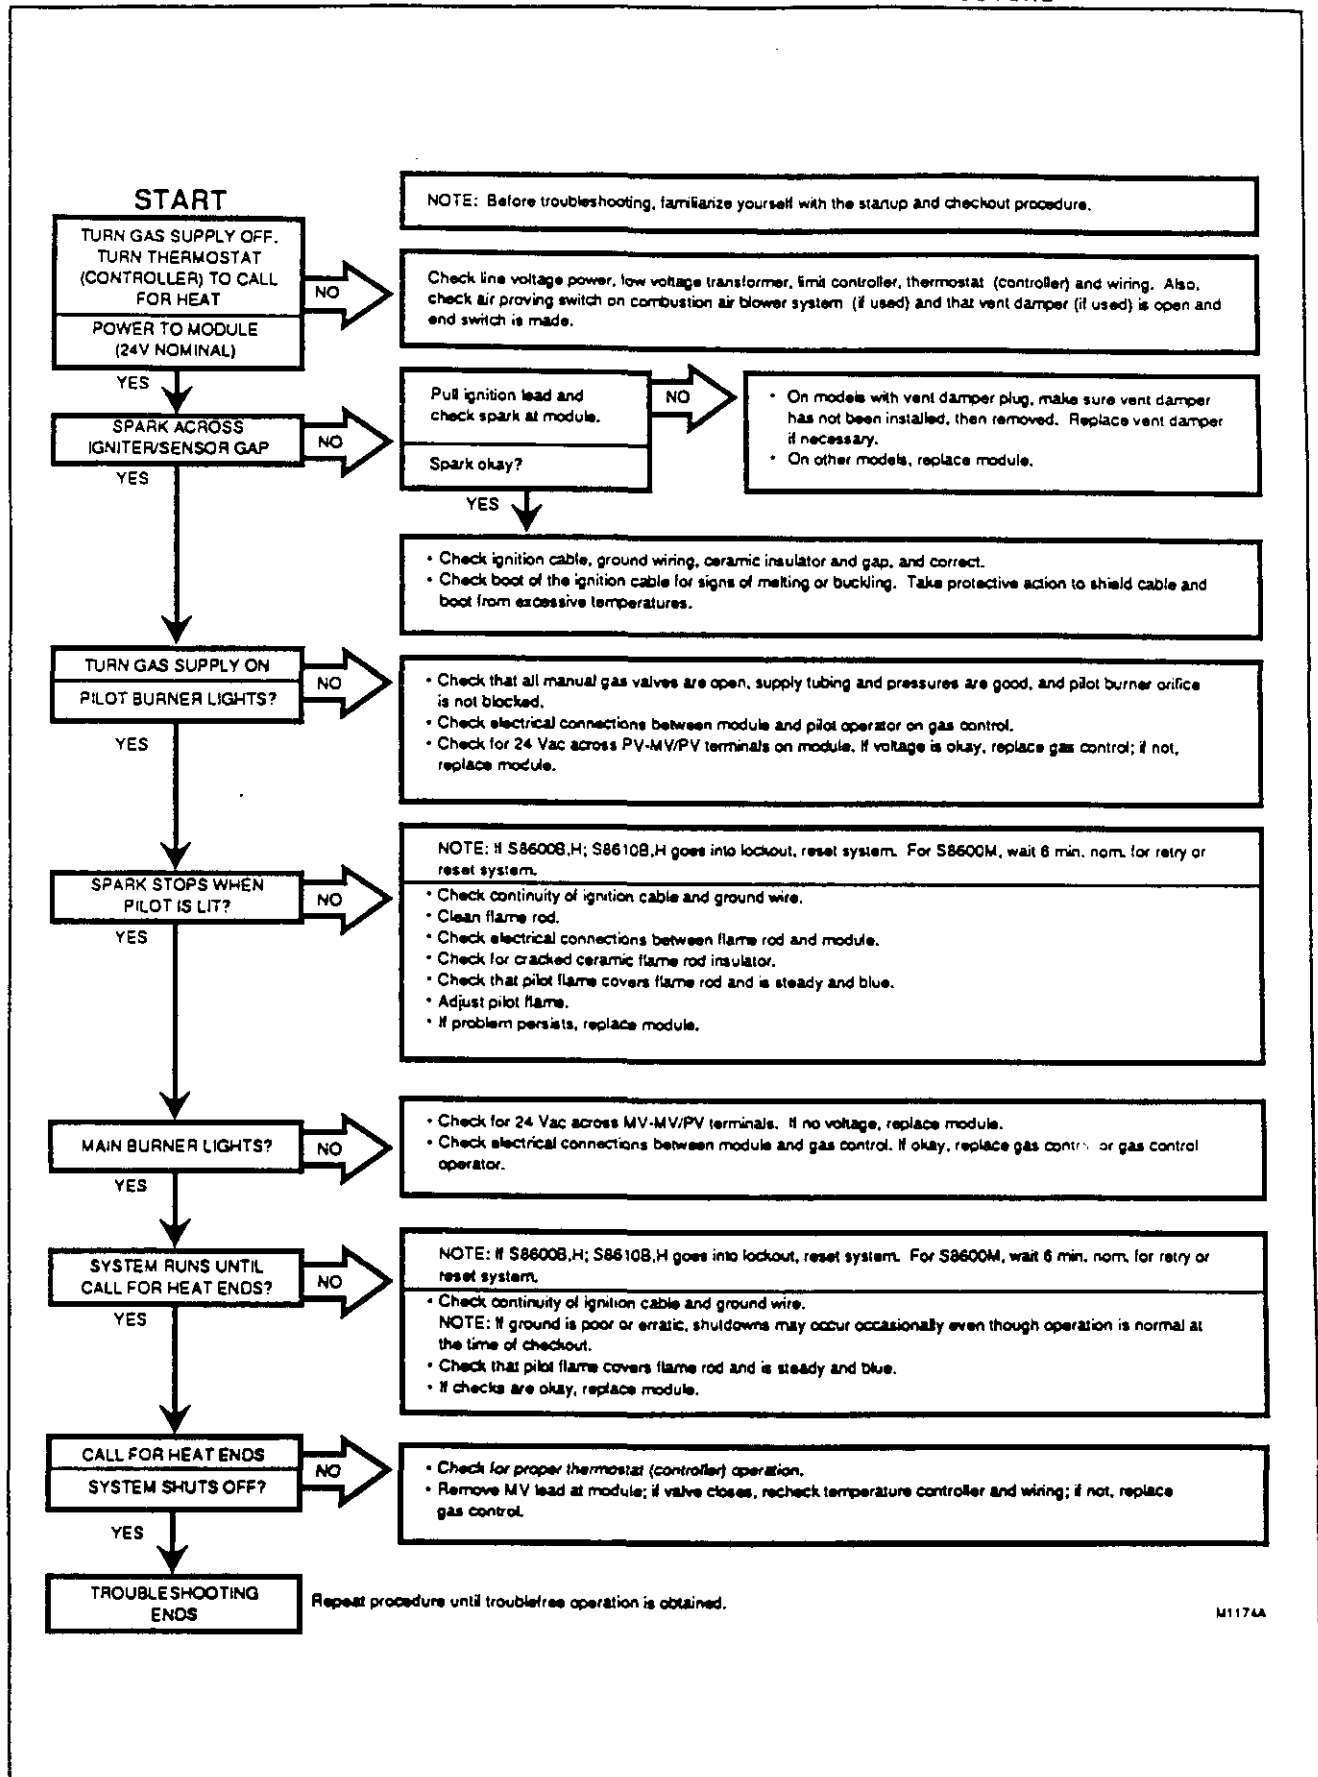 START
TURN GAS SUPPLY OFF.
TURN THERMOSTAT
(CONTROLLER) TO CALL
FOR HEAT
POWER TO MODULE
(24V NOMINAL)
NO
NOTE: Before troubleshooting, familiarize yourself with the startup and checkout procedure.
Check line voltage power, low voltage transformer, limit controller, thermostat (controller) and wiring. Also,
check air proving switch on combustion air blower system (if used) and that vent damper (if used) is open and
end switch is made.
YES
SPARK ACROSS
IGNITER/SENSOR GAP
NO
Pull ignition lead and
check spark at module.
Spark okay?
NO
• On models with vent damper plug, make sure vent damper
has not been installed, then removed. Replace vent damper
if necessary.
• On other models, replace module.
YES
YES
• Check ignition cable, ground wiring, ceramic insulator and gap, and correct.
• Check boot of the ignition cable for signs of melting or buckling. Take protective action to shield cable and
boot from excessive temperatures.
TURN GAS SUPPLY ON
PILOT BURNER LIGHTS?
NO
• Check that all manual gas valves are open, supply tubing and pressures are good, and pilot burner orifice
is not blocked.
• Check electrical connections between module and pilot operator on gas control.
• Check for 24 Vac across PV-MV/PV terminals on module. If voltage is okay, replace gas control; if not,
replace module.
YES
SPARK STOPS WHEN
PILOT IS LIT?
NO
NOTE: If S8600B,H; S8610B,H goes into lockout, reset system. For S8600M, wait 6 min. nom. for retry or
reset system.
• Check continuity of ignition cable and ground wire.
• Clean flame rod.
• Check electrical connections between flame rod and module.
• Check for cracked ceramic flame rod insulator.
• Check that pilot flame covers flame rod and is steady and blue.
• Adjust pilot flame.
• If problem persists, replace module.
YES
MAIN BURNER LIGHTS?
NO
• Check for 24 Vac across MV-MV/PV terminals. If no voltage, replace module.
• Check electrical connections between module and gas control. If okay, replace gas or gas control
operator.
YES
SYSTEM RUNS UNTIL
CALL FOR HEAT ENDS?
NO
NOTE: If S8600B,H; S8610B,H goes into lockout, reset system. For S8600M, wait 6 min. nom. for retry or
reset system.
• Check continuity of ignition cable and ground wire.
NOTE: If ground is poor or erratic, shutdowns may occur occasionally even though operation is normal at
the time of checkout.
• Check that pilot flame covers flame rod and is steady and blue.
• If checks are okay, replace module.
YES
CALL FOR HEAT ENDS
SYSTEM SHUTS OFF?
NO
• Check for proper thermostat (controller) operation.
• Remove MV lead at module; if valve closes, recheck temperature controller and wiring; if not, replace
gas control.
YES
TROUBLESHOOTING
ENDS
Repeat procedure until troublefree operation is obtained.
M1174A